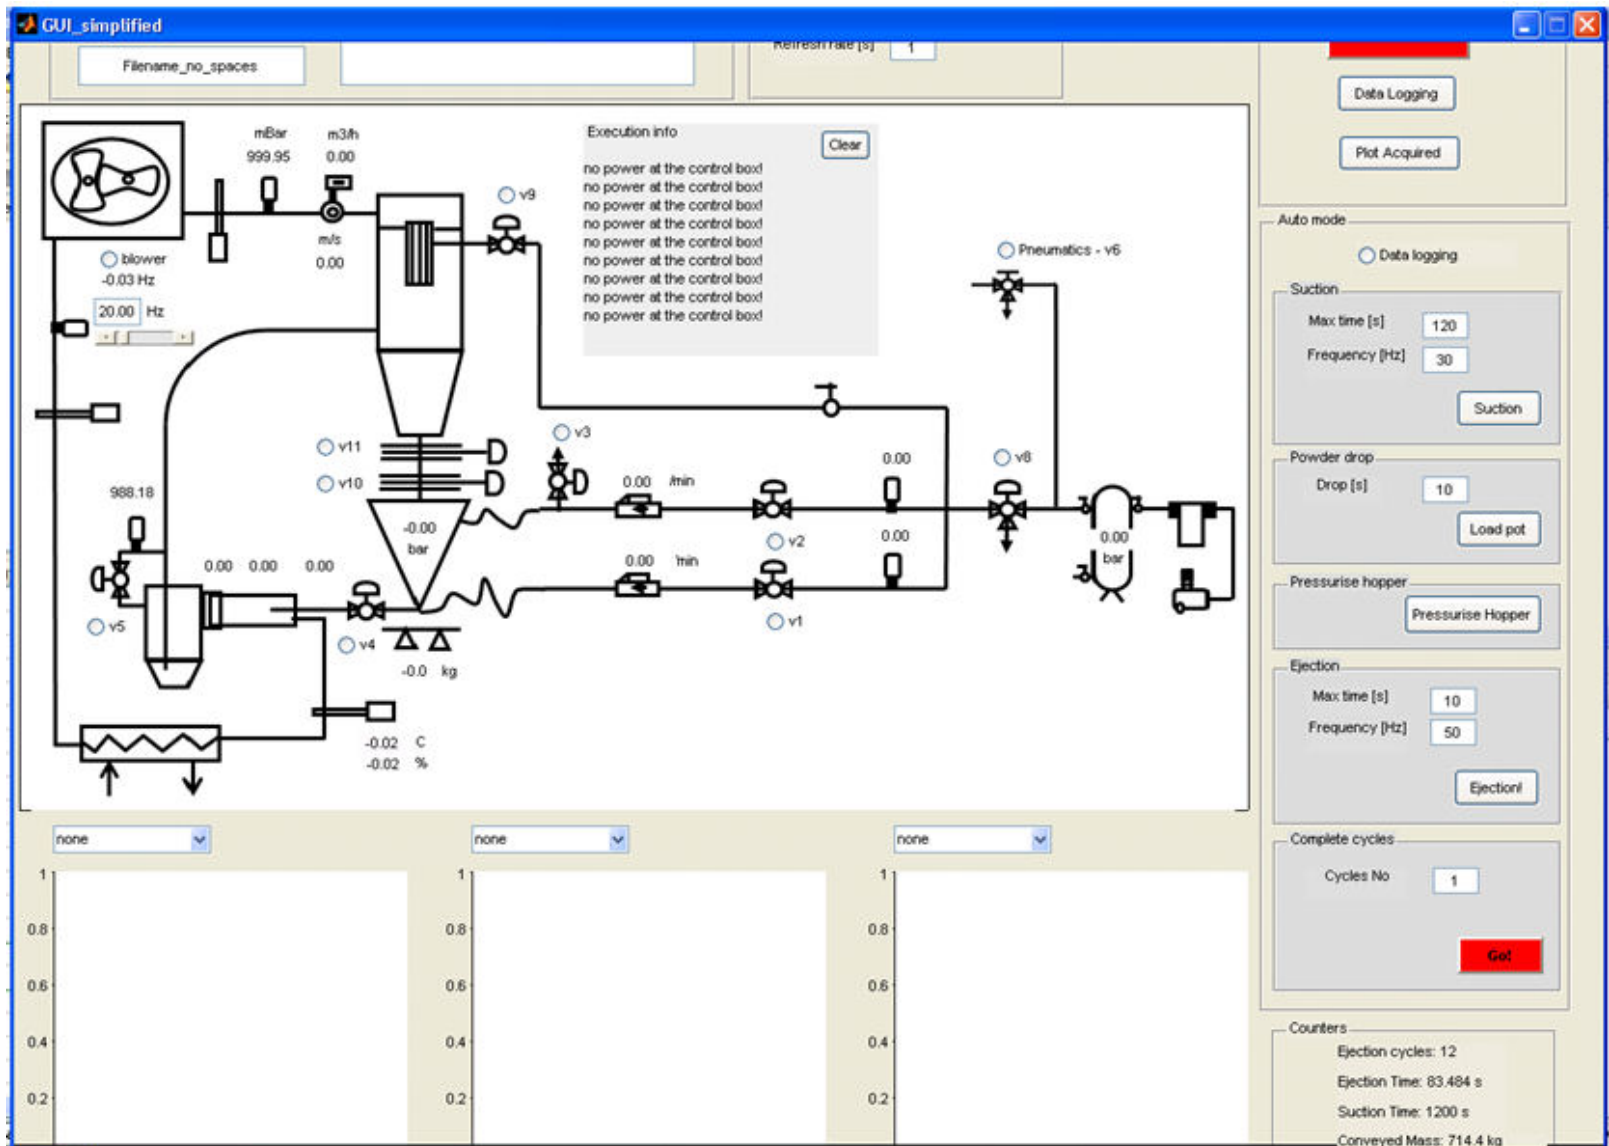 GUI_simplified
Filename_no_spaces
Refresh rate [s] 1
Data Logging
Plot Acquired
mBar
999.95
m3/h
0.00
m/s
0.00
Execution info
Clear
no power at the control box!
no power at the control box!
no power at the control box!
no power at the control box!
no power at the control box!
no power at the control box!
no power at the control box!
no power at the control box!
no power at the control box!
v9
blower
-0.03 Hz
20.00 Hz
Pneumatics - v6
v11
v10
v3
0.00 /min
0.00
v8
988.18
-0.00
bar
v2
0.00
0.00
bar
0.00 0.00 0.00
0.00 'min
v5
v4
v1
-0.0 kg
-0.02 C
-0.02 %
Auto mode
Data logging
Suction
Max time [s] 120
Frequency [Hz] 30
Suction
Powder drop
Drop [s] 10
Load pot
Pressurise hopper
Pressurise Hopper
Ejection
Max time [s] 10
Frequency [Hz] 50
Ejection!
Complete cycles
Cycles No 1
Go!
Counters
Ejection cycles: 12
Ejection Time: 83.484 s
Suction Time: 1200 s
Conveyed Mass: 714.4 kg
none
none
none
1
0.8
0.6
0.4
0.2
1
0.8
0.6
0.4
0.2
1
0.8
0.6
0.4
0.2